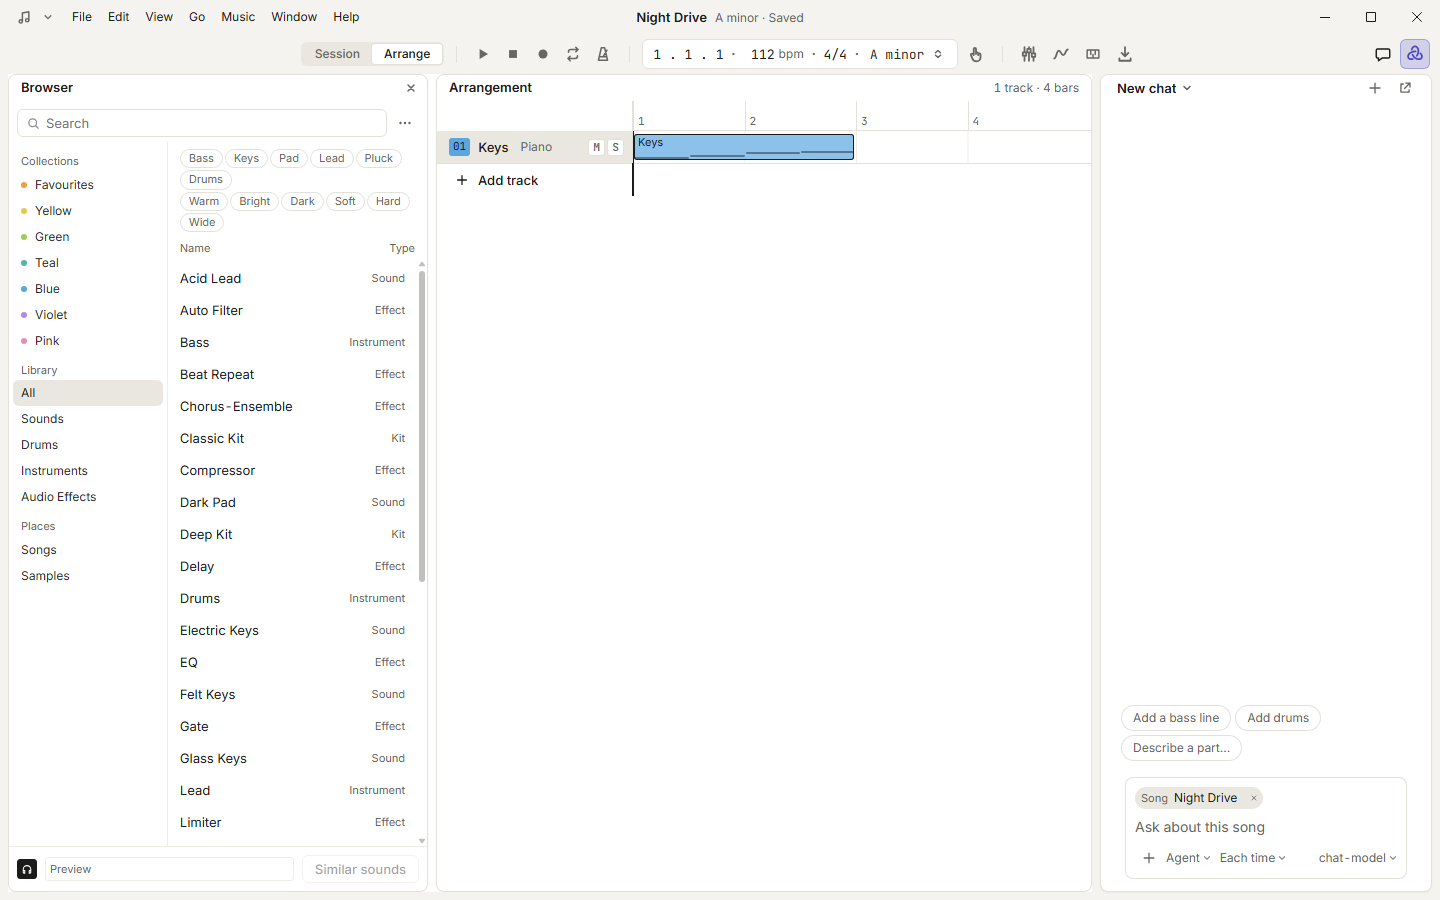 File Edit View Go Music Window Help
Night Drive A minor · Saved
Session Arrange
1 . 1 . 1 · 112 bpm · 4/4 · A minor
Browser
Search
Collections
Favourites
Yellow
Green
Teal
Blue
Violet
Pink
Library
All
Sounds
Drums
Instruments
Audio Effects
Places
Songs
Samples
Bass Keys Pad Lead Pluck
Drums
Warm Bright Dark Soft Hard
Wide
Name Type
Acid Lead Sound
Auto Filter Effect
Bass Instrument
Beat Repeat Effect
Chorus-Ensemble Effect
Classic Kit Kit
Compressor Effect
Dark Pad Sound
Deep Kit Kit
Delay Effect
Drums Instrument
Electric Keys Sound
EQ Effect
Felt Keys Sound
Gate Effect
Glass Keys Sound
Lead Instrument
Limiter Effect
Preview Similar sounds
Arrangement 1 track · 4 bars
1 2 3 4
01 Keys Piano M S Keys
Add track
New chat
Add a bass line Add drums
Describe a part...
Song Night Drive ×
Ask about this song
Agent Each time chat-model